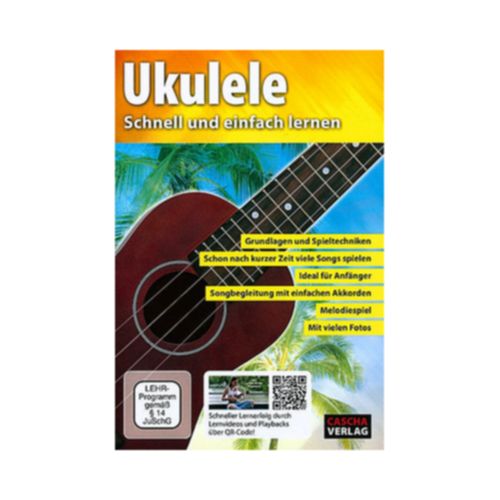 Ukulele
Schnell und einfach lernen
Grundlagen und Spieltechniken
Schon nach kurzer Zeit viele Songs spielen
Ideal für Anfänger
Songbegleitung mit einfachen Akkorden
Melodiespiel
Mit vielen Fotos
LEHR-
Programm
gemäß
§ 14
JuSchG
Schneller Lernerfolg durch
Lernvideos und Playbacks
über QR-Code!
CASCHA
VERLAG